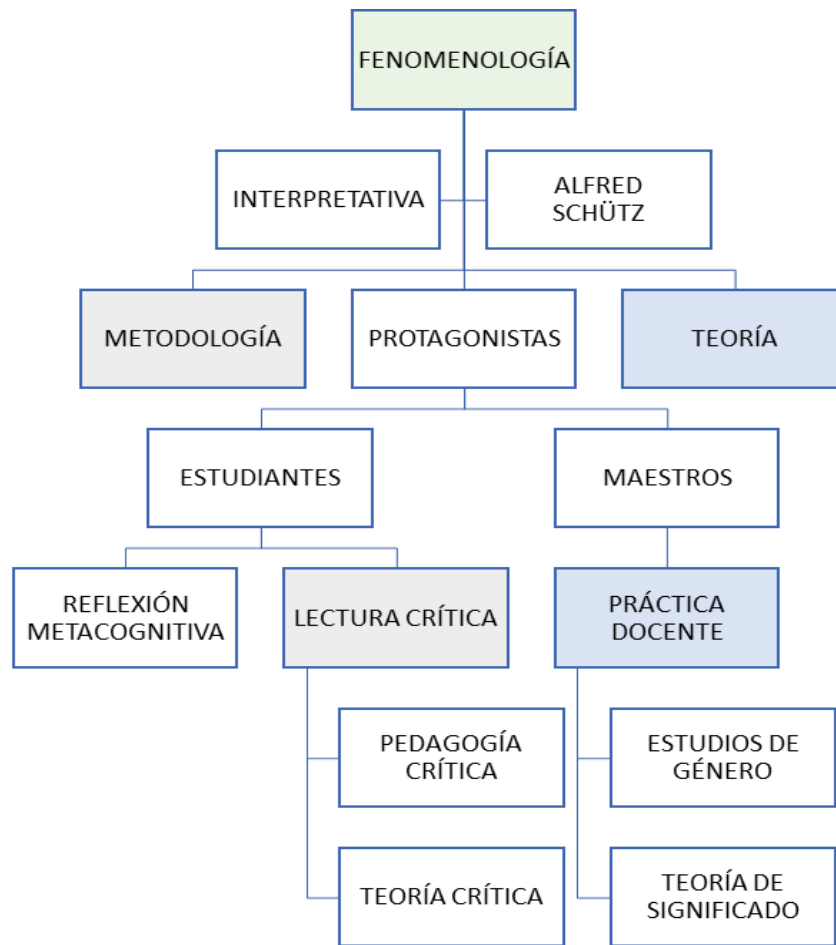 FENOMENOLOGÍA
INTERPRETATIVA
ALFRED
SCHÜTZ
METODOLOGÍA
PROTAGONISTAS
TEORÍA
ESTUDIANTES
MAESTROS
REFLEXIÓN
METACOGNITIVA
LECTURA CRÍTICA
PRÁCTICA
DOCENTE
PEDAGOGÍA
CRÍTICA
ESTUDIOS DE
GÉNERO
TEORÍA CRÍTICA
TEORÍA DE
SIGNIFICADO